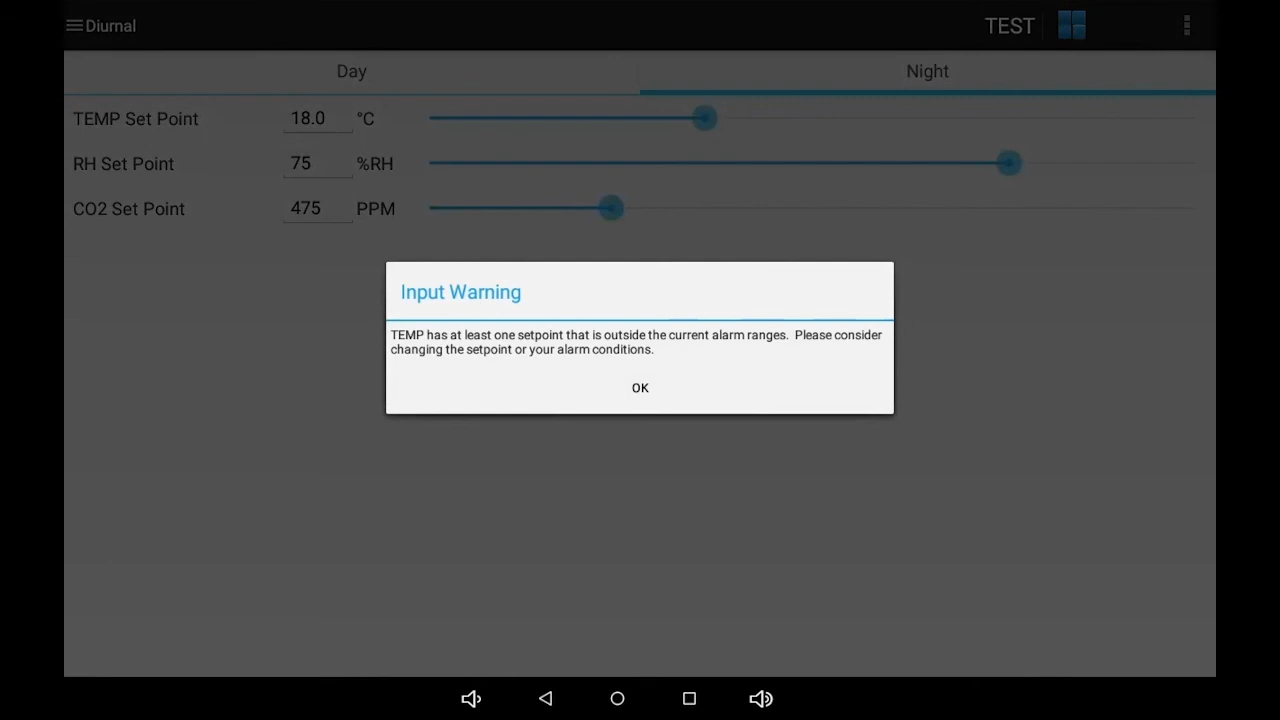 Diurnal
TEST
Day
Night
TEMP Set Point 18.0 °C
RH Set Point 75 %RH
CO2 Set Point 475 PPM
Input Warning
TEMP has at least one setpoint that is outside the current alarm ranges.  Please consider
changing the setpoint or your alarm conditions.
OK